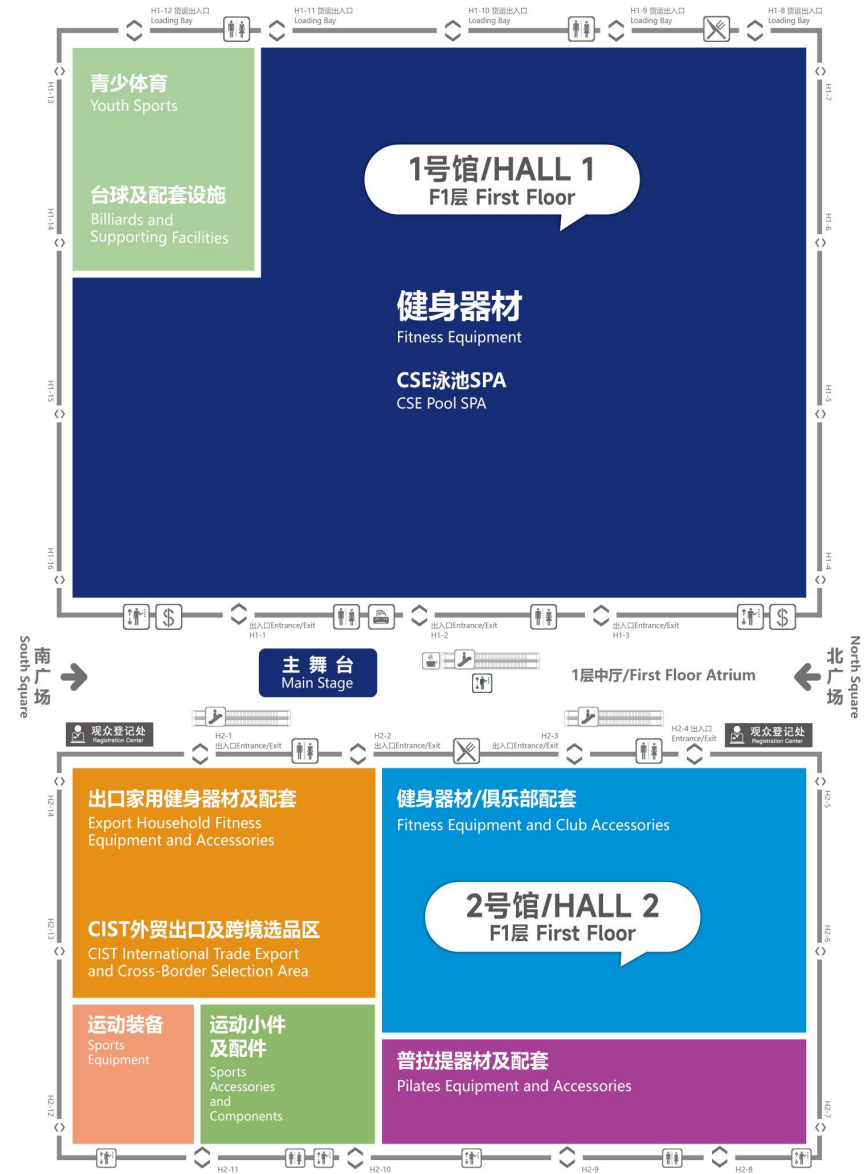 H1-12 货运出入口
Loading Bay
H1-11 货运出入口
Loading Bay
H1-10 货运出入口
Loading Bay
H1-9 货运出入口
Loading Bay
H1-8 货运出入口
Loading Bay
H1-13
H1-7
青少体育
Youth Sports
台球及配套设施
Billiards and
Supporting Facilities
1号馆/HALL 1
F1层 First Floor
H1-14
H1-6
健身器材
Fitness Equipment
CSE泳池SPA
CSE Pool SPA
H1-15
H1-5
H1-16
H1-4
$
出入口Entrance/Exit
H1-1
出入口Entrance/Exit
H1-2
出入口Entrance/Exit
H1-3
$
南广场
South Square
主舞台
Main Stage
1层中厅/First Floor Atrium
北广场
North Square
观众登记处
Registration Center
H2-1
出入口Entrance/Exit
H2-2
出入口Entrance/Exit
H2-3
出入口Entrance/Exit
H2-4 出入口
Entrance/Exit
观众登记处
Registration Center
H2-14
H2-5
出口家用健身器材及配套
Export Household Fitness
Equipment and Accessories
健身器材/俱乐部配套
Fitness Equipment and Club Accessories
2号馆/HALL 2
F1层 First Floor
CIST外贸出口及跨境选品区
CIST International Trade Export
and Cross-Border Selection Area
H2-13
H2-6
运动装备
Sports
Equipment
运动小件
及配件
Sports
Accessories
and
Components
普拉提器材及配套
Pilates Equipment and Accessories
H2-12
H2-7
H2-11
H2-10
H2-9
H2-8